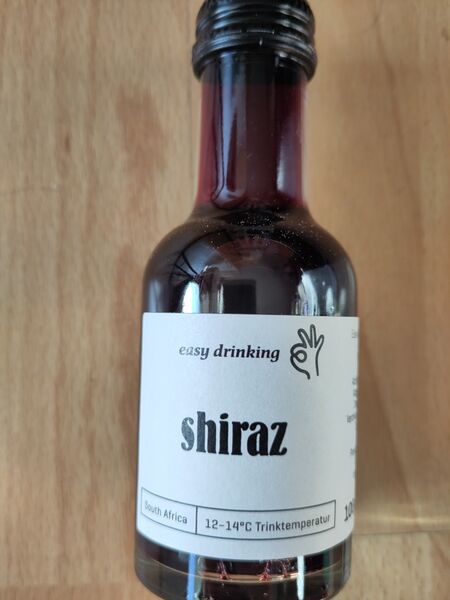 easy drinking
shiraz
South Africa
12–14°C Trinktemperatur